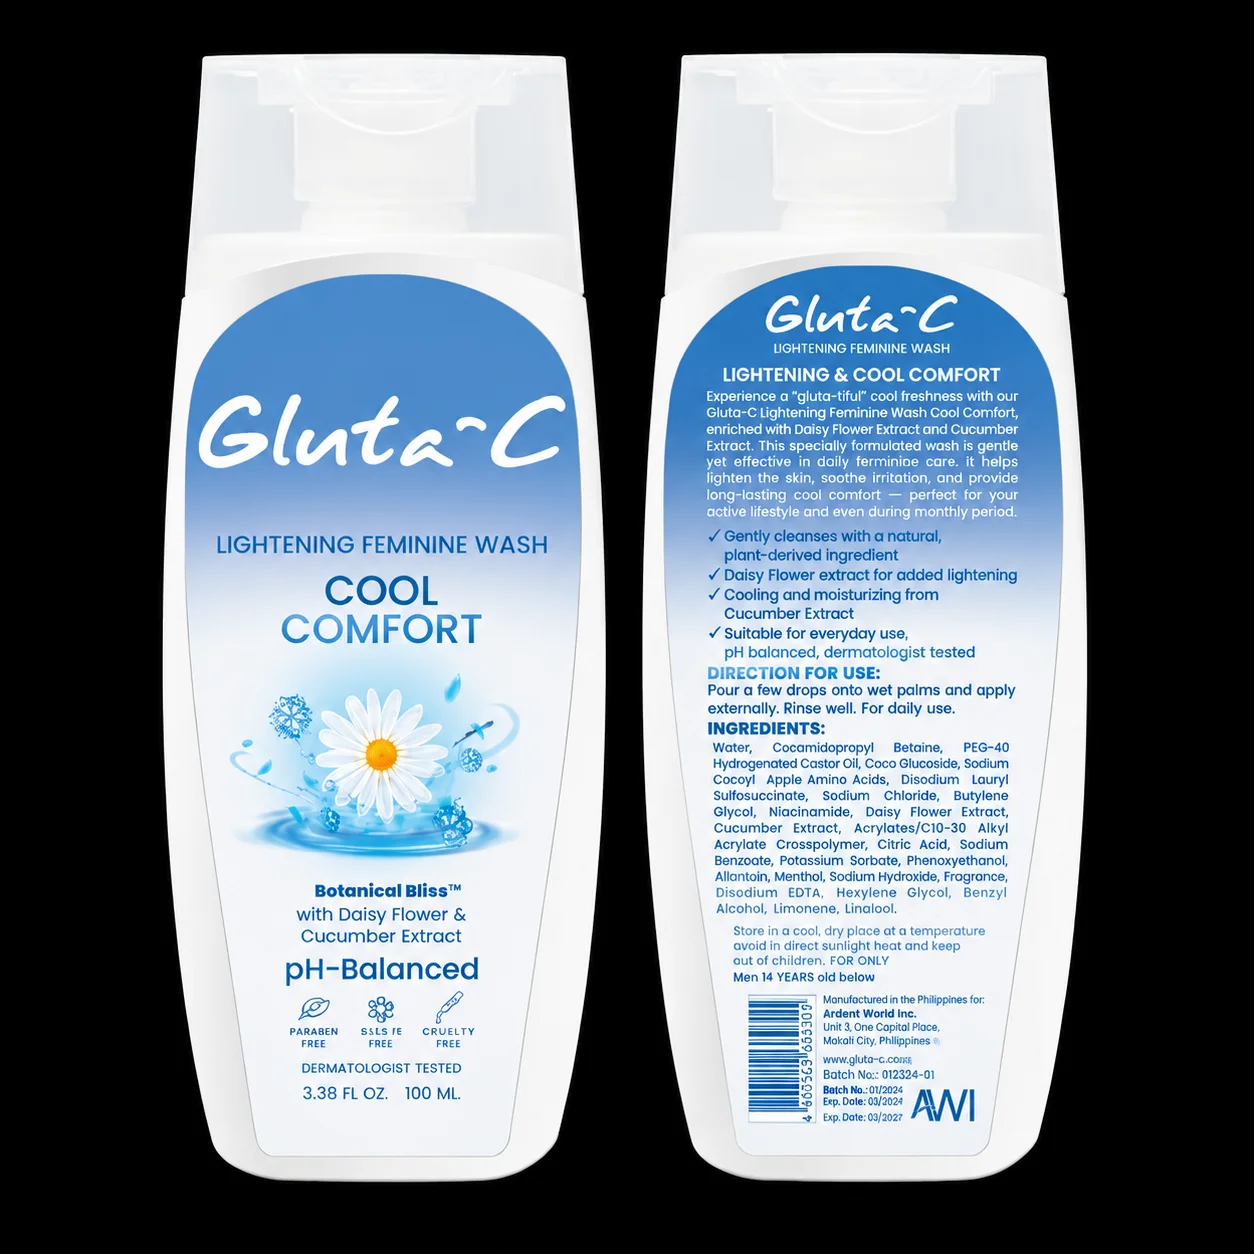 Gluta-C
LIGHTENING FEMININE WASH
COOL
COMFORT
Botanical Bliss™
with Daisy Flower &
Cucumber Extract
pH-Balanced
PARABEN
FREE
FREE
CRUELTY
FREE
DERMATOLOGIST TESTED
3.38 FL OZ. 100 ML.
Gluta-C
LIGHTENING FEMININE WASH
LIGHTENING & COOL COMFORT
Experience a “gluta-tiful” cool freshness with our
Gluta-C Lightening Feminine Wash Cool Comfort,
enriched with Daisy Flower Extract and Cucumber
Extract. This specially formulated wash is gentle
yet effective in daily care. it helps
lighten the skin, soothe irritation, and provide
long-lasting cool comfort — perfect for your
active lifestyle and even during monthly period.
✓ Gently cleanses with a natural,
plant-derived ingredient
✓ Daisy Flower extract for added lightening
✓ Cooling and moisturizing from
Cucumber Extract
✓ Suitable for everyday use,
pH balanced, dermatologist tested
DIRECTION FOR USE:
Pour a few drops onto wet palms and apply
externally. Rinse well. For daily use.
INGREDIENTS:
Water, Cocamidopropyl Betaine, PEG-40
Hydrogenated Castor Oil, Coco Glucoside, Sodium
Cocoyl Apple Amino Acids, Disodium Lauryl
Sulfosuccinate, Sodium Chloride, Butylene
Glycol, Niacinamide, Daisy Flower Extract,
Cucumber Extract, Acrylates/C10-30 Alkyl
Acrylate Crosspolymer, Citric Acid, Sodium
Benzoate, Potassium Sorbate, Phenoxyethanol,
Allantoin, Menthol, Sodium Hydroxide, Fragrance,
Disodium EDTA, Hexylene Glycol, Benzyl
Alcohol, Limonene, Linalool.
Store in a cool, dry place at a temperature
avoid in direct sunlight heat and keep
out of children. FOR ONLY
Men 14 YEARS old below
Manufactured in the Philippines for:
Ardent World Inc.
Unit 3, One Capital Place,
Makali City, Philippines
Batch No.: 012324-01
Batch No.: 01/2024
Exp. Date: 03/2024
Exp. Date: 03/2027
AWI